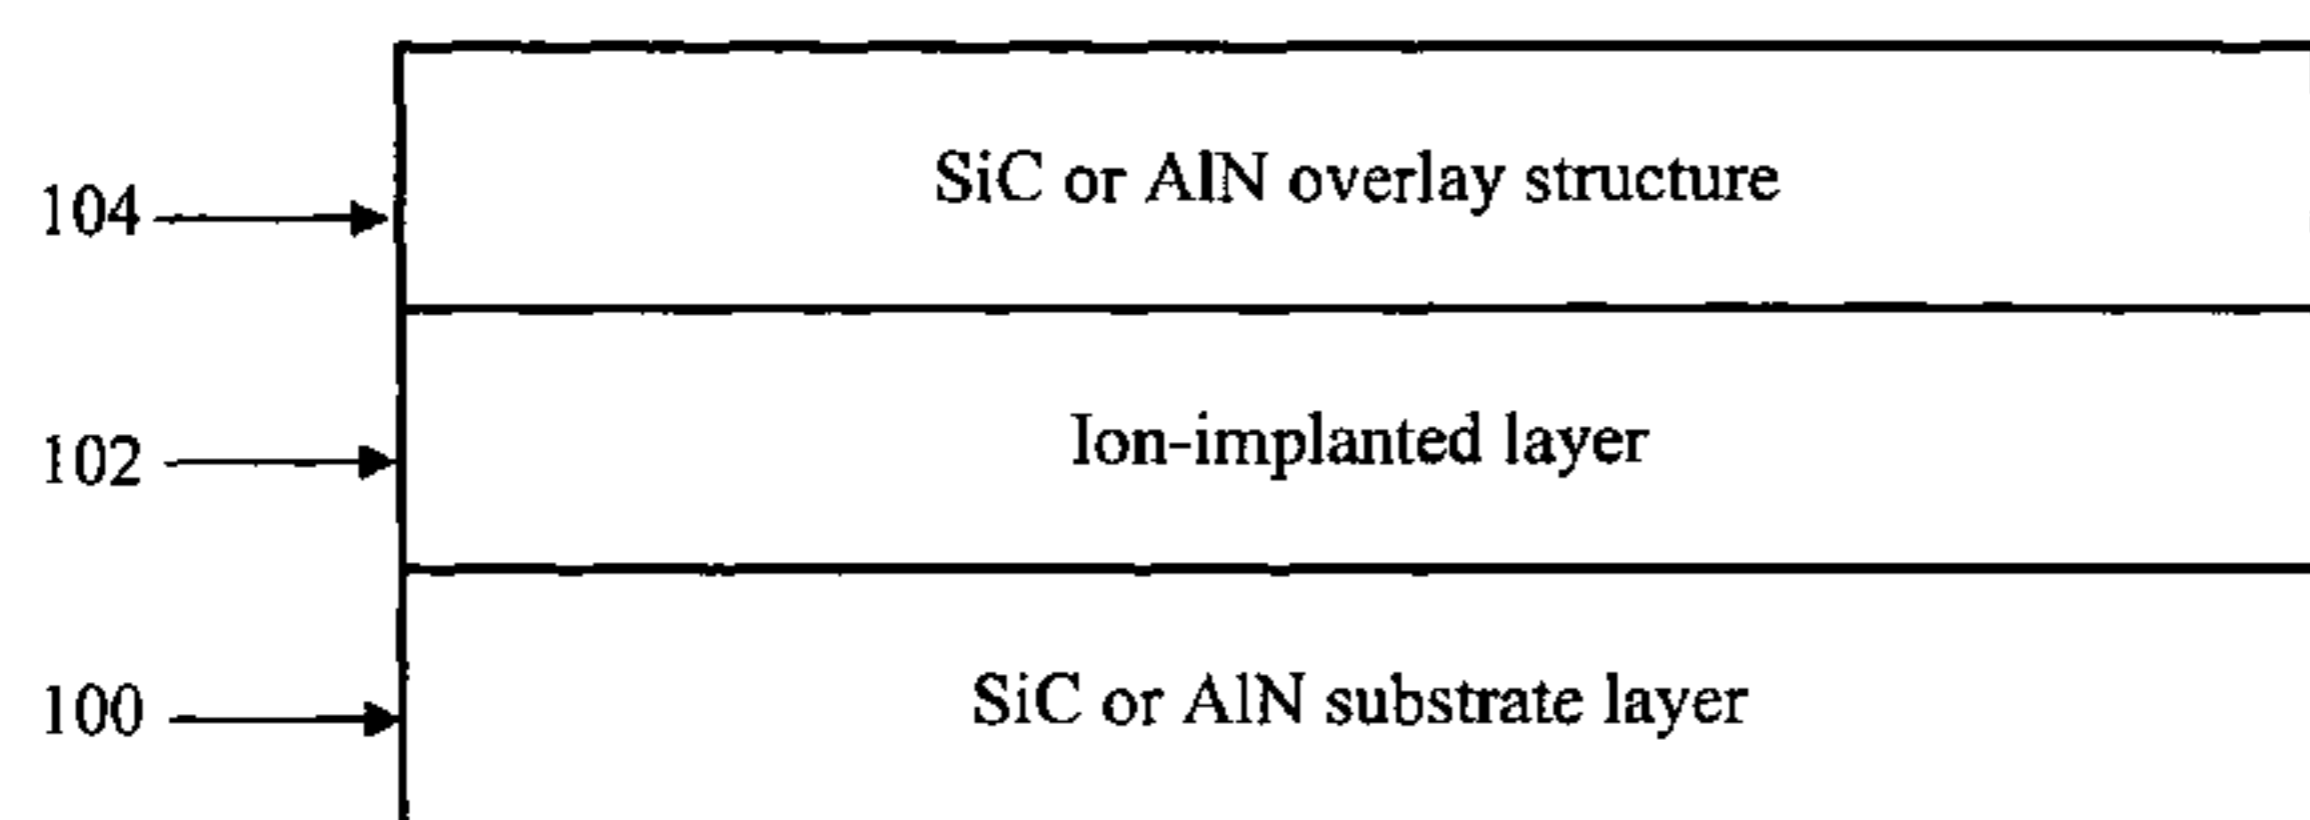 SiC or AlN overlay structure
104
Ion-implanted layer
102
SiC or AlN substrate layer
100